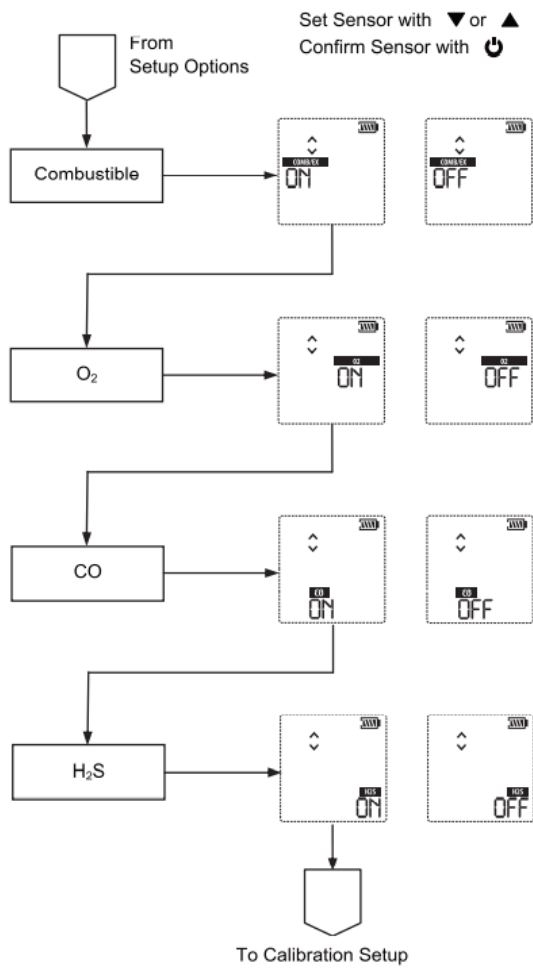 Set Sensor with ▼ or ▲
Confirm Sensor with ⏻
From
Setup Options
Combustible
COMB/EX
ON
COMB/EX
OFF
O₂
O2
ON
O2
OFF
CO
CO
ON
CO
OFF
H₂S
H2S
ON
H2S
OFF
To Calibration Setup